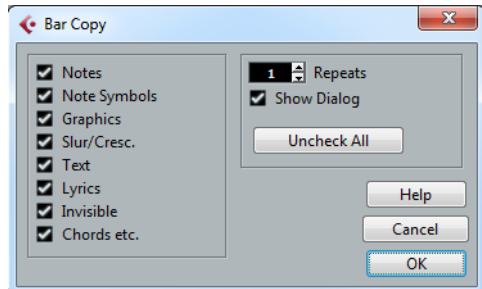 Bar Copy
Notes
Note Symbols
Graphics
Slur/Cresc.
Text
Lyrics
Invisible
Chords etc.
1 Repeats
Show Dialog
Uncheck All
Help
Cancel
OK